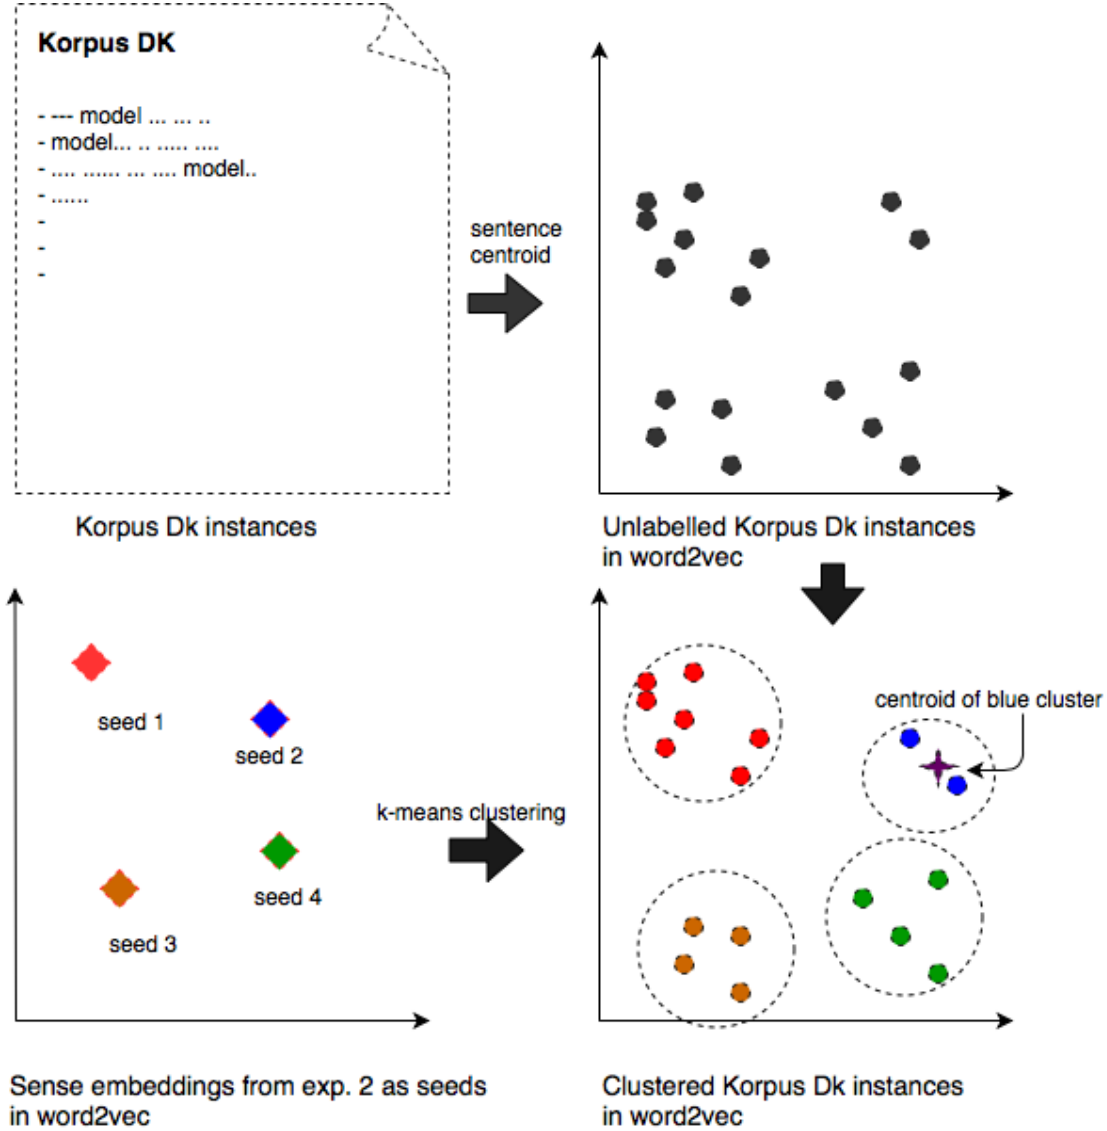 Korpus DK
- --- model ... ... ..
- model... .. ..... ....
- .... ...... ... .... model..
- ......
-
-
-
sentence
centroid
Korpus Dk instances
Unlabelled Korpus Dk instances
in word2vec
seed 1
seed 2
seed 3
seed 4
k-means clustering
centroid of blue cluster
Sense embeddings from exp. 2 as seeds
in word2vec
Clustered Korpus Dk instances
in word2vec